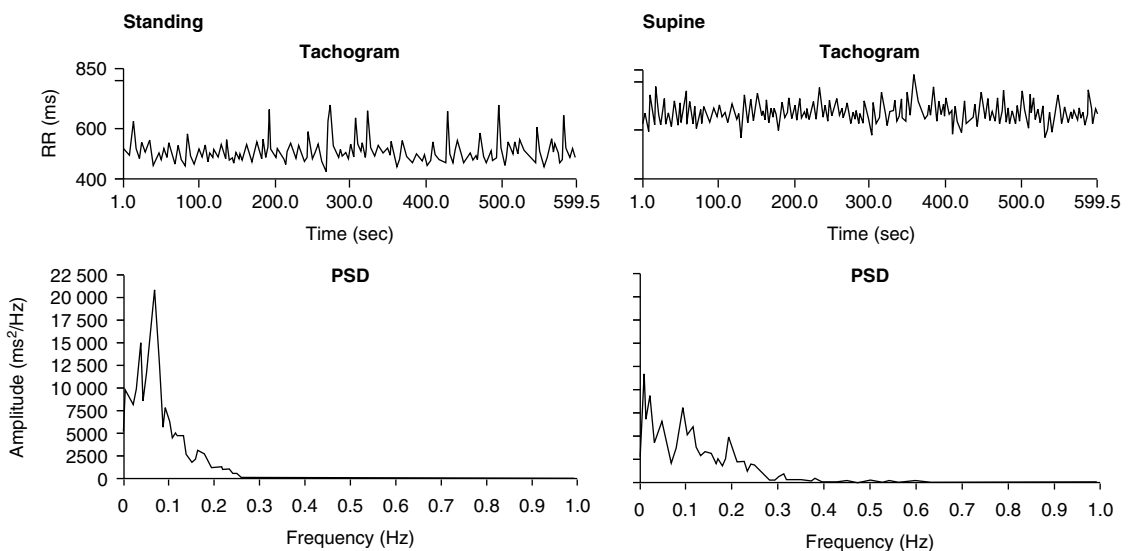 Standing
Tachogram
RR (ms)
850
600
400
1.0 100.0 200.0 300.0 400.0 500.0 599.5
Time (sec)
Supine
Tachogram
1.0 100.0 200.0 300.0 400.0 500.0 599.5
Time (sec)
PSD
Amplitude (ms²/Hz)
22 500
20 000
17 500
15 000
12 500
10 000
7500
5000
2500
0
0 0.1 0.2 0.3 0.4 0.5 0.6 0.7 0.8 0.9 1.0
Frequency (Hz)
PSD
0 0.1 0.2 0.3 0.4 0.5 0.6 0.7 0.8 0.9 1.0
Frequency (Hz)